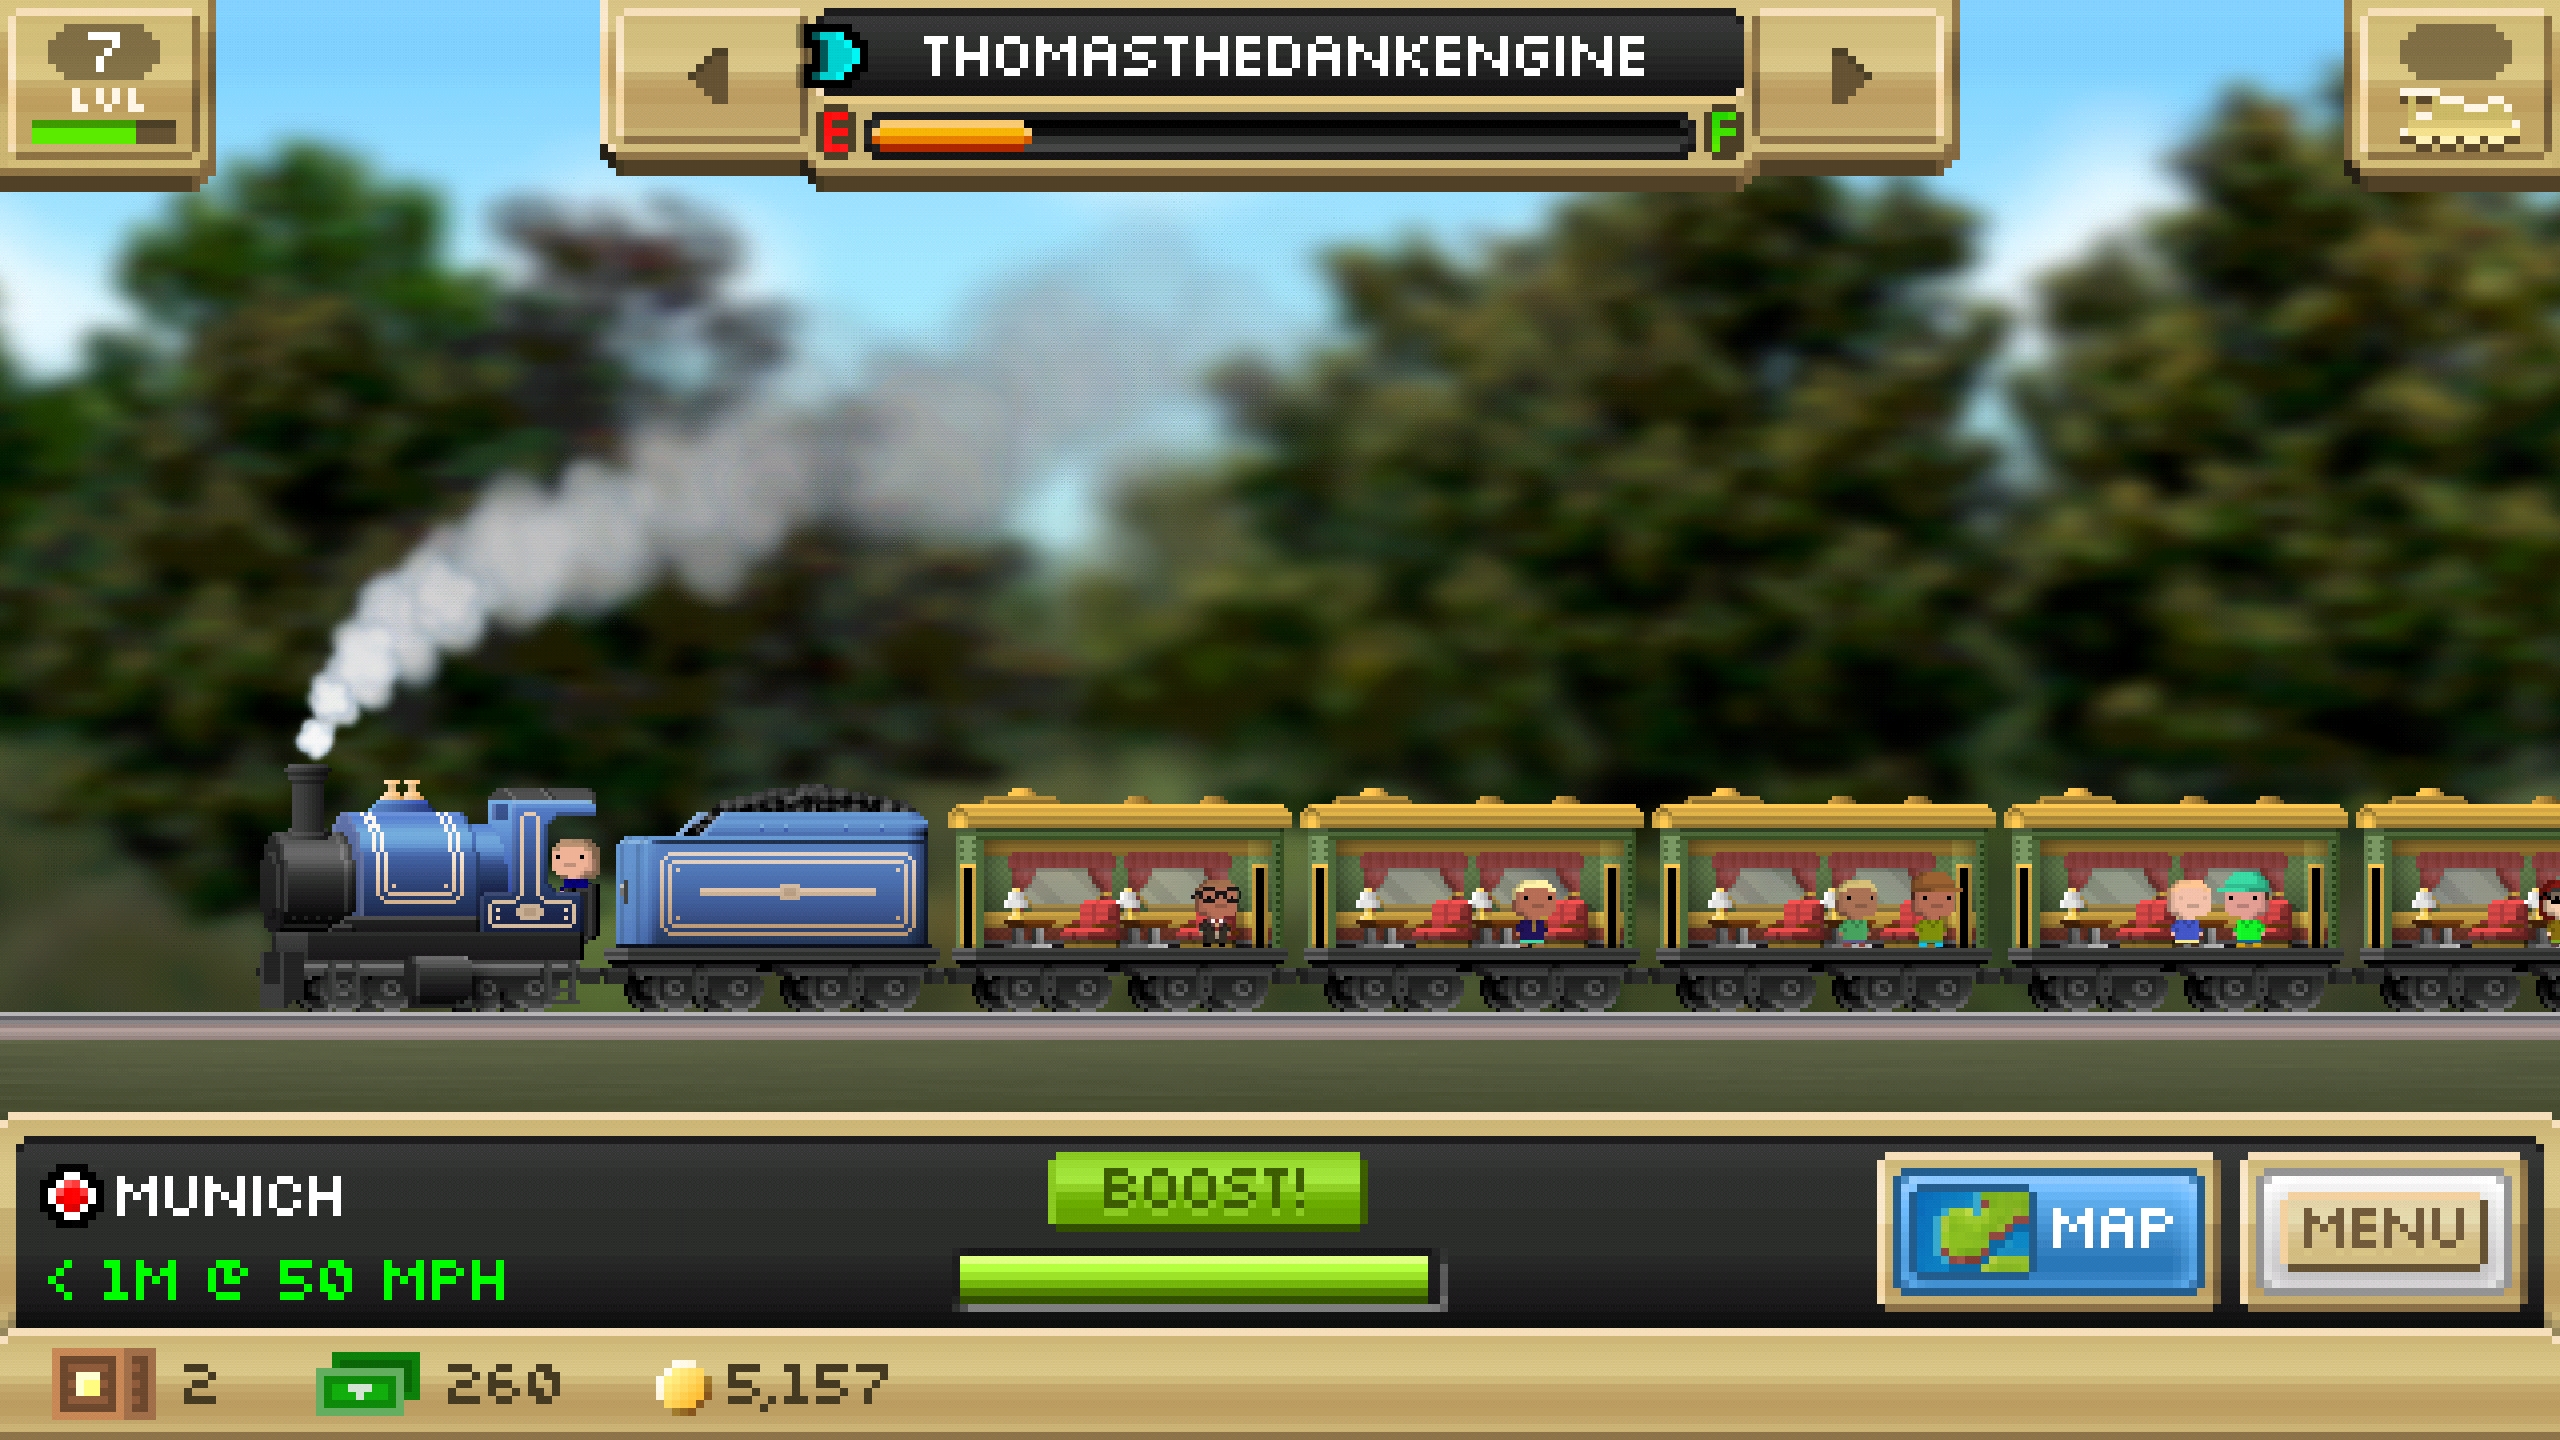 7
LVL
THOMASTHEDANKENGINE
E
F
MUNICH
< 1M @ 50 MPH
BOOST!
MAP
MENU
2
260
5,157